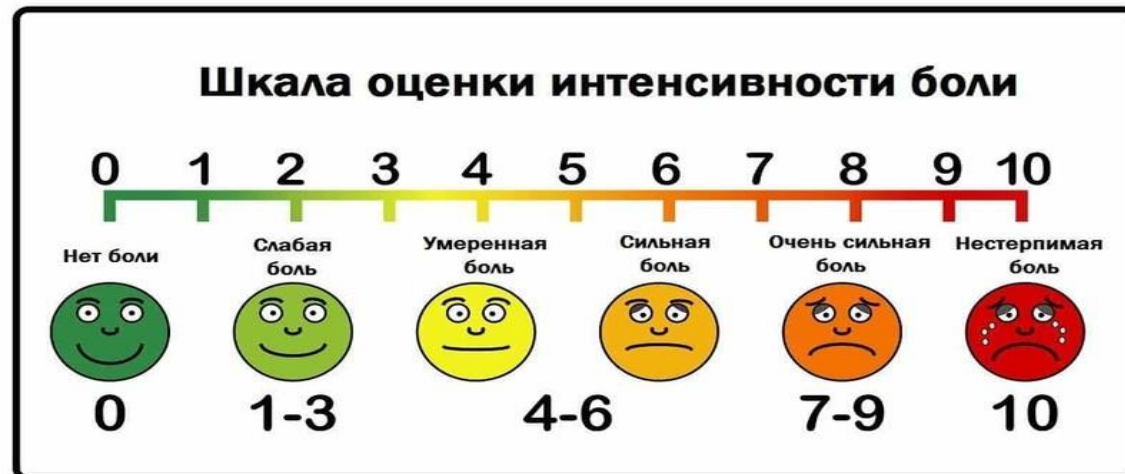 Шкала оценки интенсивности боли
0 1 2 3 4 5 6 7 8 9 10
Нет боли
Слабая
боль
Умеренная
боль
Сильная
боль
Очень сильная
боль
Нестерпимая
боль
0 1-3 4-6 7-9 10